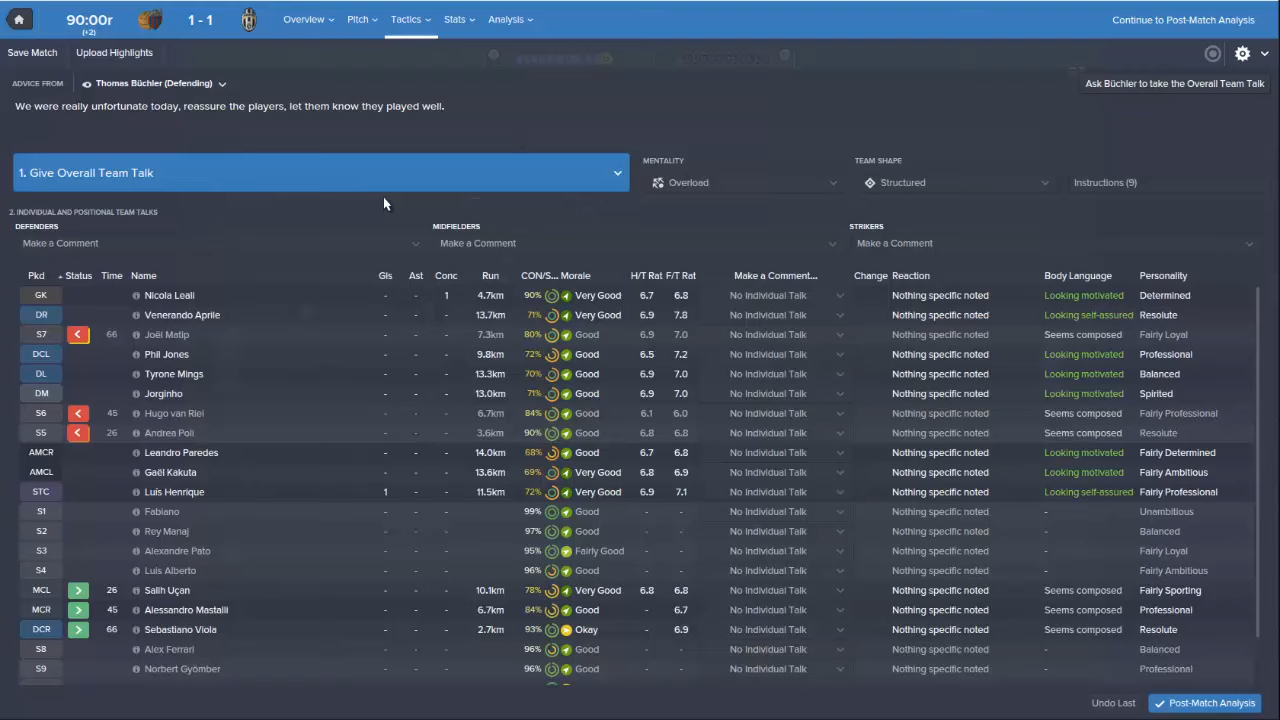 90:00r
(+2)
1 - 1
Overview Pitch Tactics Stats Analysis
Continue to Post-Match Analysis
Save Match Upload Highlights
ADVICE FROM Thomas Büchler (Defending)
Ask Büchler to take the Overall Team Talk
We were really unfortunate today, reassure the players, let them know they played well.
1. Give Overall Team Talk
MENTALITY TEAM SHAPE
Overload Structured Instructions (9)
2. INDIVIDUAL AND POSITIONAL TEAM TALKS
DEFENDERS MIDFIELDERS STRIKERS
Make a Comment Make a Comment Make a Comment
Pkd Status Time Name Gls Ast Conc Run CON/S... Morale H/T Rat F/T Rat Make a Comment... Change Reaction Body Language Personality
GK Nicola Leali - - 1 4.7km 90% Very Good 6.7 6.8 No Individual Talk Nothing specific noted Looking motivated Determined
DR Venerando Aprile - - - 13.7km 71% Very Good 6.9 7.8 No Individual Talk Nothing specific noted Looking self-assured Resolute
S7 66 Joël Matip - - - 7.3km 80% Good 6.9 7.0 No Individual Talk Nothing specific noted Seems composed Fairly Loyal
DCL Phil Jones - - - 9.8km 72% Good 6.5 7.2 No Individual Talk Nothing specific noted Looking motivated Professional
DL Tyrone Mings - - - 13.3km 70% Good 6.9 7.0 No Individual Talk Nothing specific noted Looking motivated Balanced
DM Jorginho - - - 13.0km 71% Good 6.9 7.0 No Individual Talk Nothing specific noted Looking motivated Spirited
S6 45 Hugo van Riel - - - 6.7km 84% Good 6.1 6.0 No Individual Talk Nothing specific noted Seems composed Fairly Professional
S5 26 Andrea Poli - - - 3.6km 90% Good 6.8 6.8 No Individual Talk Nothing specific noted Seems composed Resolute
AMCR Leandro Paredes - - - 14.0km 68% Good 6.7 6.8 No Individual Talk Nothing specific noted Looking motivated Fairly Determined
AMCL Gaël Kakuta - - - 13.6km 69% Very Good 6.8 6.9 No Individual Talk Nothing specific noted Looking motivated Fairly Ambitious
STC Luís Henrique 1 - - 11.5km 72% Very Good 6.9 7.1 No Individual Talk Nothing specific noted Looking self-assured Fairly Professional
S1 Fabiano - - - 99% Good - - No Individual Talk Nothing specific noted - Unambitious
S2 Rey Manaj - - - 97% Good - - No Individual Talk Nothing specific noted - Balanced
S3 Alexandre Pato - - - 95% Fairly Good - - No Individual Talk Nothing specific noted - Fairly Loyal
S4 Luis Alberto - - - 96% Good - - No Individual Talk Nothing specific noted - Fairly Ambitious
MCL 26 Salih Uçan - - - 10.1km 78% Very Good 6.8 6.8 No Individual Talk Nothing specific noted Seems composed Fairly Sporting
MCR 45 Alessandro Mastalli - - - 6.7km 84% Good - 6.7 No Individual Talk Nothing specific noted Seems composed Professional
DCR 66 Sebastiano Viola - - - 2.7km 93% Okay - 6.9 No Individual Talk Nothing specific noted Seems composed Resolute
S8 Alex Ferrari - - - 96% Good - - No Individual Talk Nothing specific noted - Balanced
S9 Norbert Gyömber - - - 96% Good - - No Individual Talk Nothing specific noted - Professional
Undo Last Post-Match Analysis